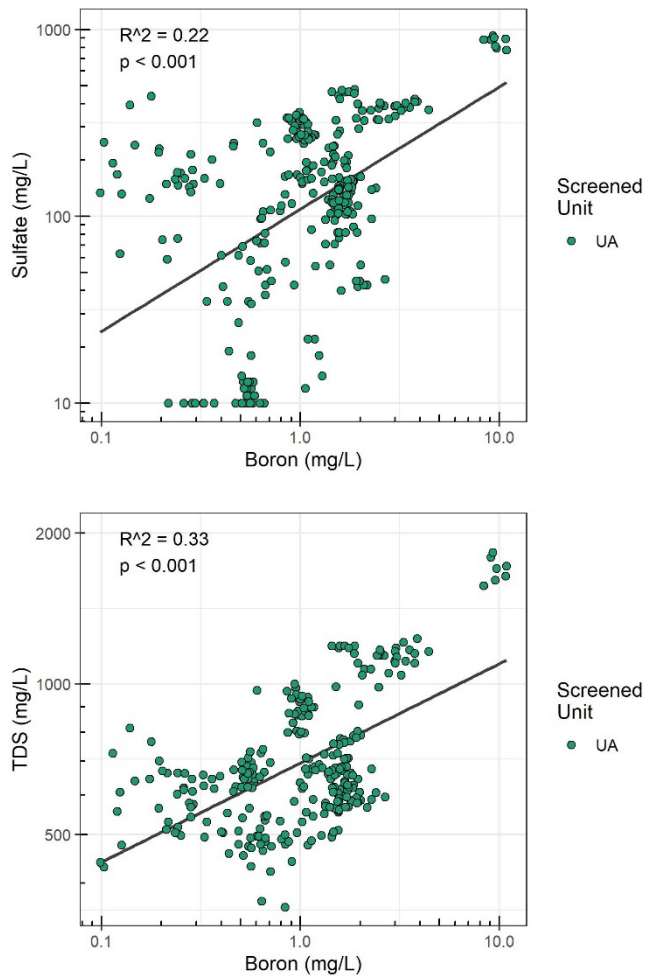 R^2 = 0.22
p < 0.001
1000
100
10
Sulfate (mg/L)
0.1
1.0
10.0
Boron (mg/L)
Screened
Unit
UA
R^2 = 0.33
p < 0.001
2000
1000
500
TDS (mg/L)
0.1
1.0
10.0
Boron (mg/L)
Screened
Unit
UA